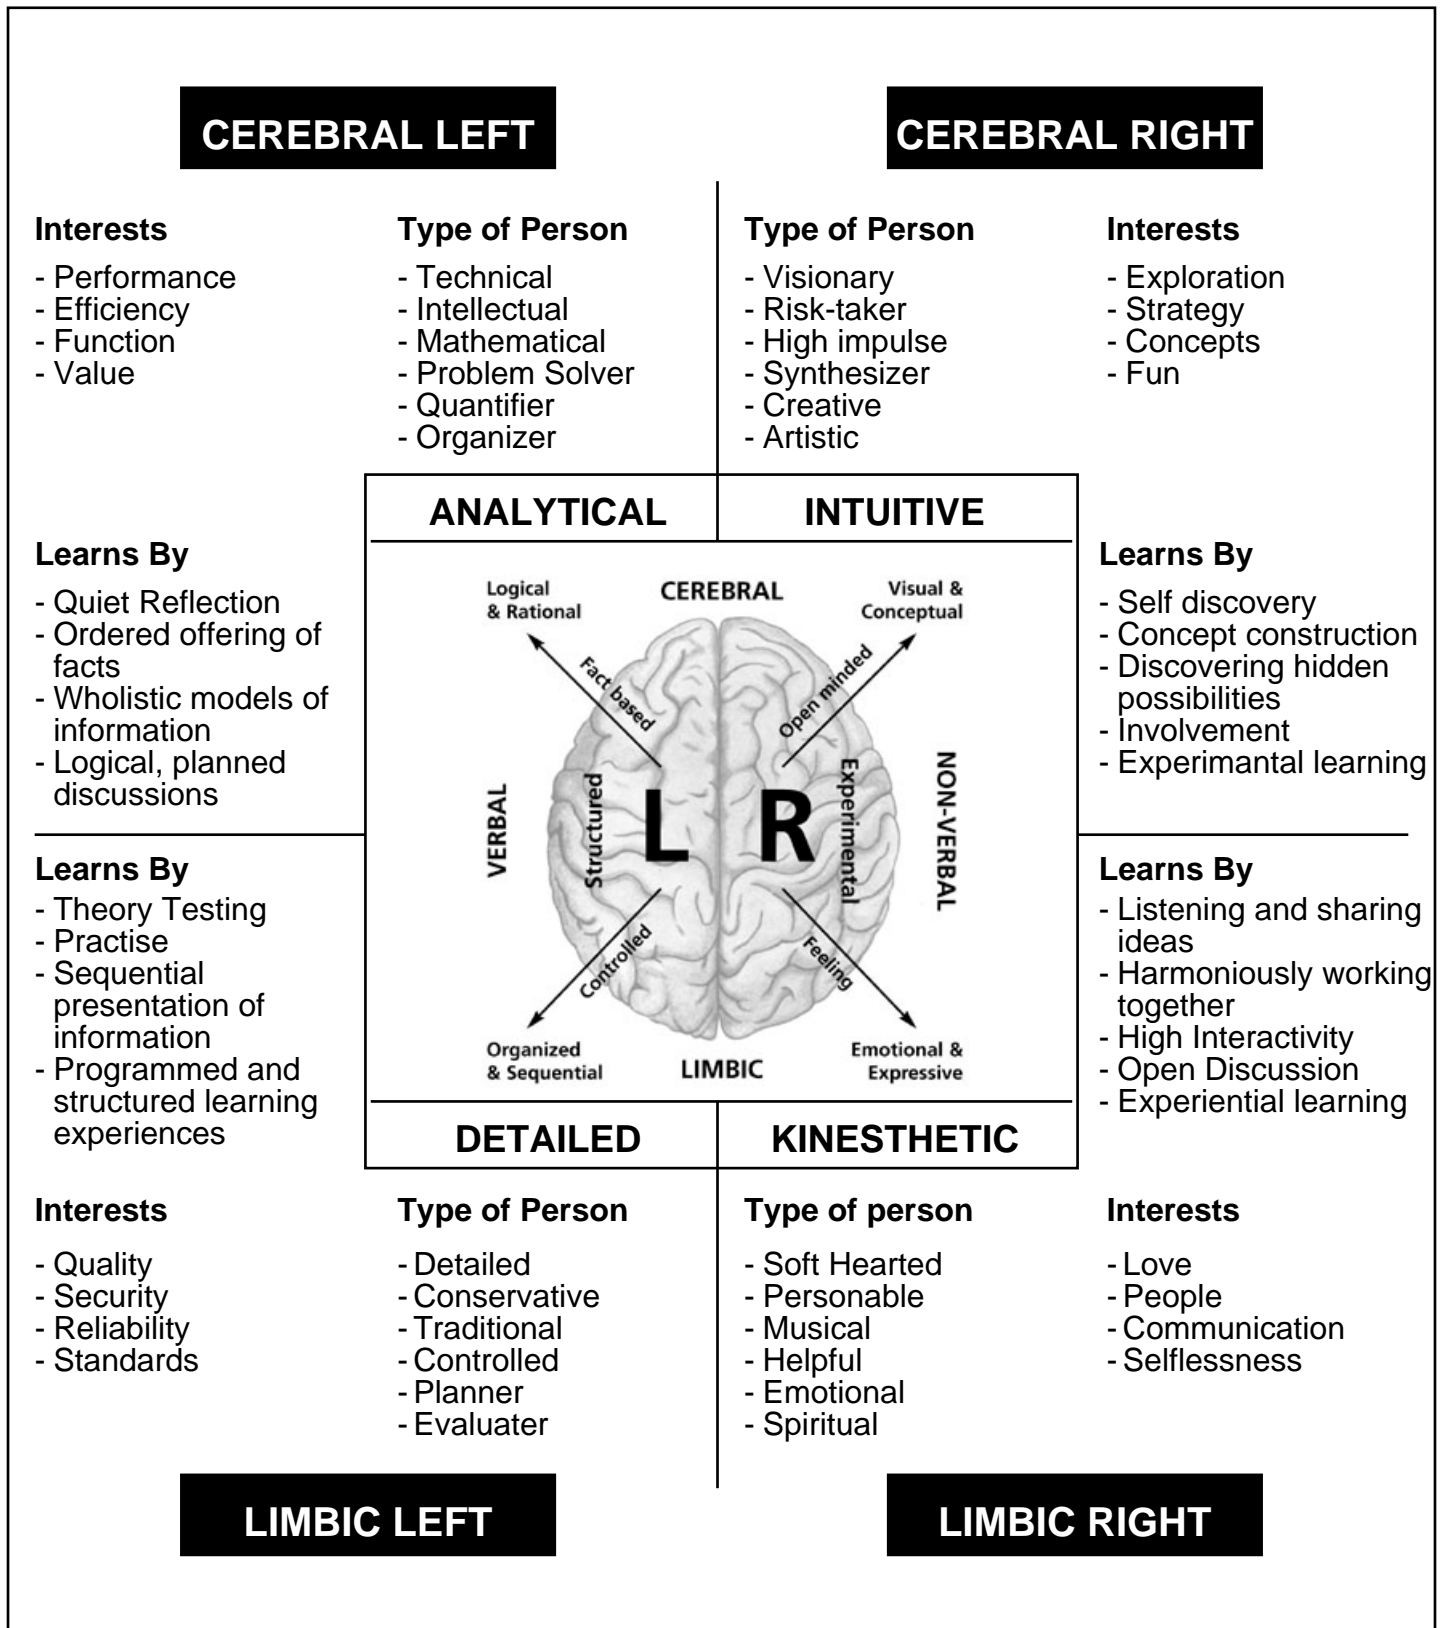 CEREBRAL LEFT
CEREBRAL RIGHT
Interests
- Performance
- Efficiency
- Function
- Value
Type of Person
- Technical
- Intellectual
- Mathematical
- Problem Solver
- Quantifier
- Organizer
Type of Person
- Visionary
- Risk-taker
- High impulse
- Synthesizer
- Creative
- Artistic
Interests
- Exploration
- Strategy
- Concepts
- Fun
ANALYTICAL
INTUITIVE
Learns By
- Quiet Reflection
- Ordered offering of
facts
- Wholistic models of
information
- Logical, planned
discussions
Logical
& Rational
CEREBRAL
Visual &
Conceptual
Fact based
Open minded
VERBAL
Structured
L
R
Experimental
NON-VERBAL
Controlled
Feeling
Organized
& Sequential
LIMBIC
Emotional &
Expressive
Learns By
- Self discovery
- Concept construction
- Discovering hidden
possibilities
- Involvement
- Experimantal learning
Learns By
- Theory Testing
- Practise
- Sequential
presentation of
information
- Programmed and
structured learning
experiences
Learns By
- Listening and sharing
ideas
- Harmoniously working
together
- High Interactivity
- Open Discussion
- Experiential learning
DETAILED
KINESTHETIC
Interests
- Quality
- Security
- Reliability
- Standards
Type of Person
- Detailed
- Conservative
- Traditional
- Controlled
- Planner
- Evaluater
Type of person
- Soft Hearted
- Personable
- Musical
- Helpful
- Emotional
- Spiritual
Interests
- Love
- People
- Communication
- Selflessness
LIMBIC LEFT
LIMBIC RIGHT